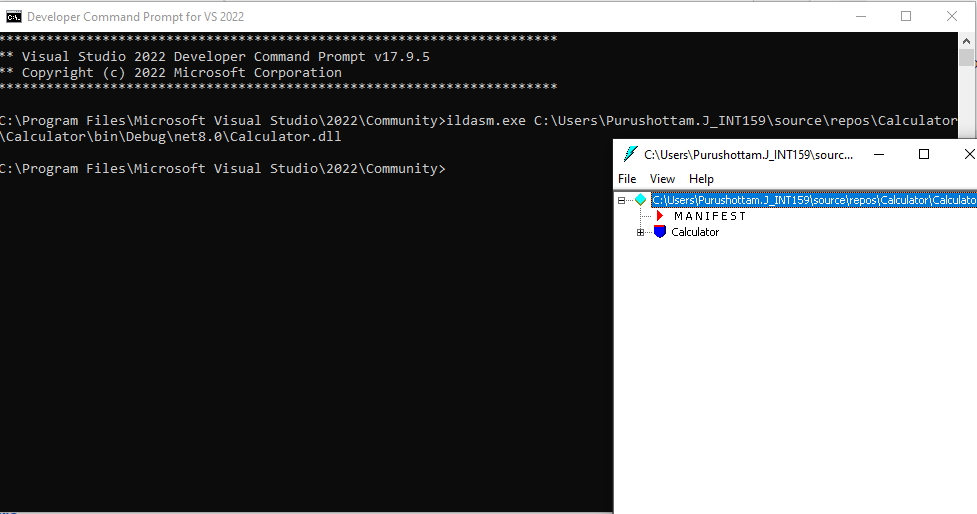 Developer Command Prompt for VS 2022
**********************************************************************
** Visual Studio 2022 Developer Command Prompt v17.9.5
** Copyright (c) 2022 Microsoft Corporation
**********************************************************************
C:\Program Files\Microsoft Visual Studio\2022\Community>ildasm.exe C:\Users\Purushottam.J_INT159\source\repos\Calculator
\Calculator\bin\Debug\net8.0\Calculator.dll
C:\Program Files\Microsoft Visual Studio\2022\Community>
C:\Users\Purushottam.J_INT159\sourc...
File View Help
C:\Users\Purushottam.J_INT159\source\repos\Calculator\Calculato
M A N I F E S T
Calculator